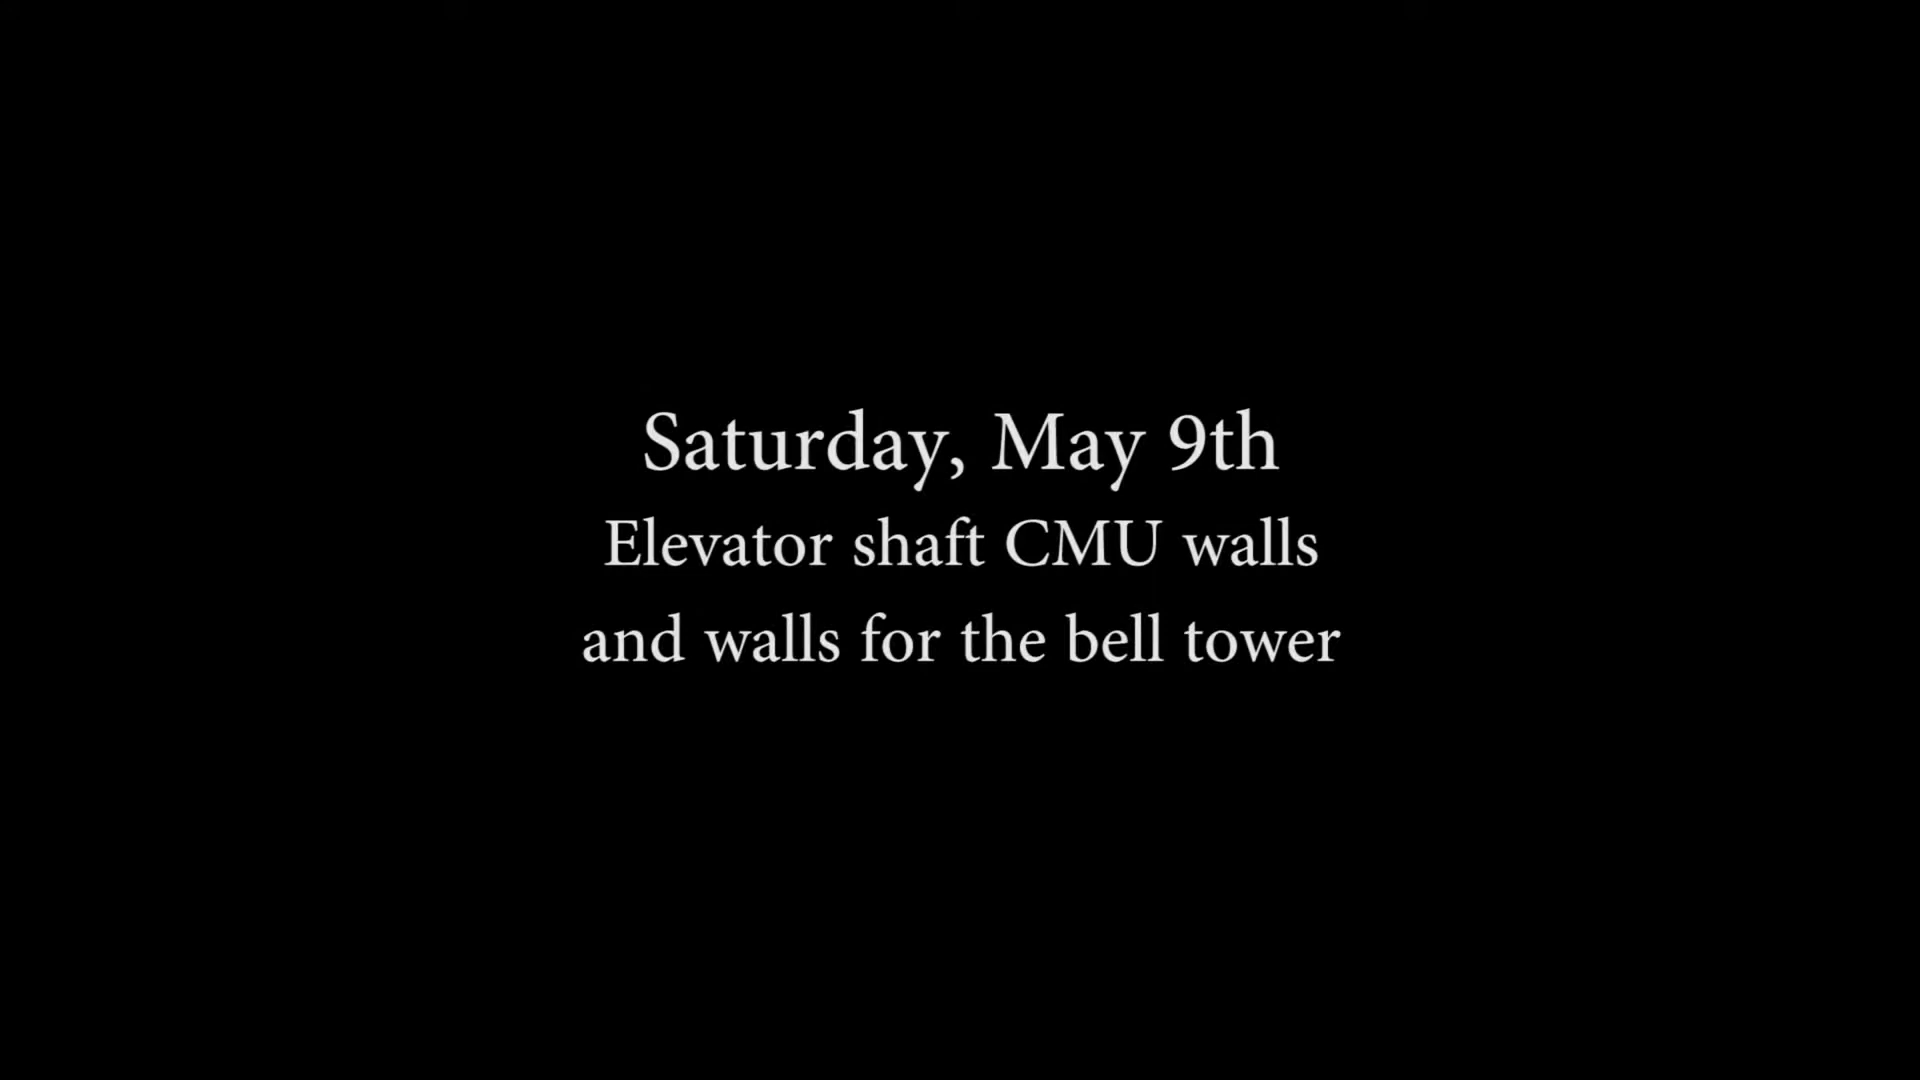 Saturday, May 9th
Elevator shaft CMU walls
and walls for the bell tower